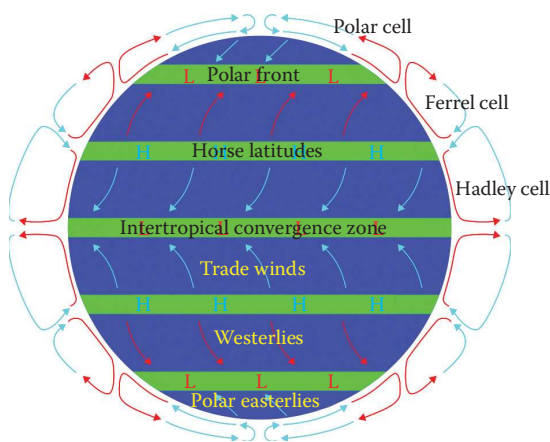 Polar cell
L L L
Polar front
Ferrel cell
H H H H
Horse latitudes
Hadley cell
L L L L
Intertropical convergence zone
Trade winds
H H H H
Westerlies
L L L
Polar easterlies